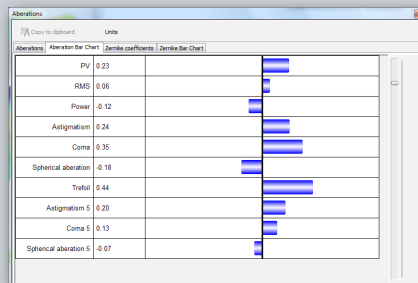 Aberations
Copy to clipboard Units
Aberations Aberation Bar Chart Zernike coefficients Zernike Bar Chart
PV 0.23
RMS 0.06
Power -0.12
Astigmatism 0.24
Coma 0.35
Spherical aberation -0.18
Trefoil 0.44
Astigmatism 5 0.20
Coma 5 0.13
Spherical aberation 5 -0.07